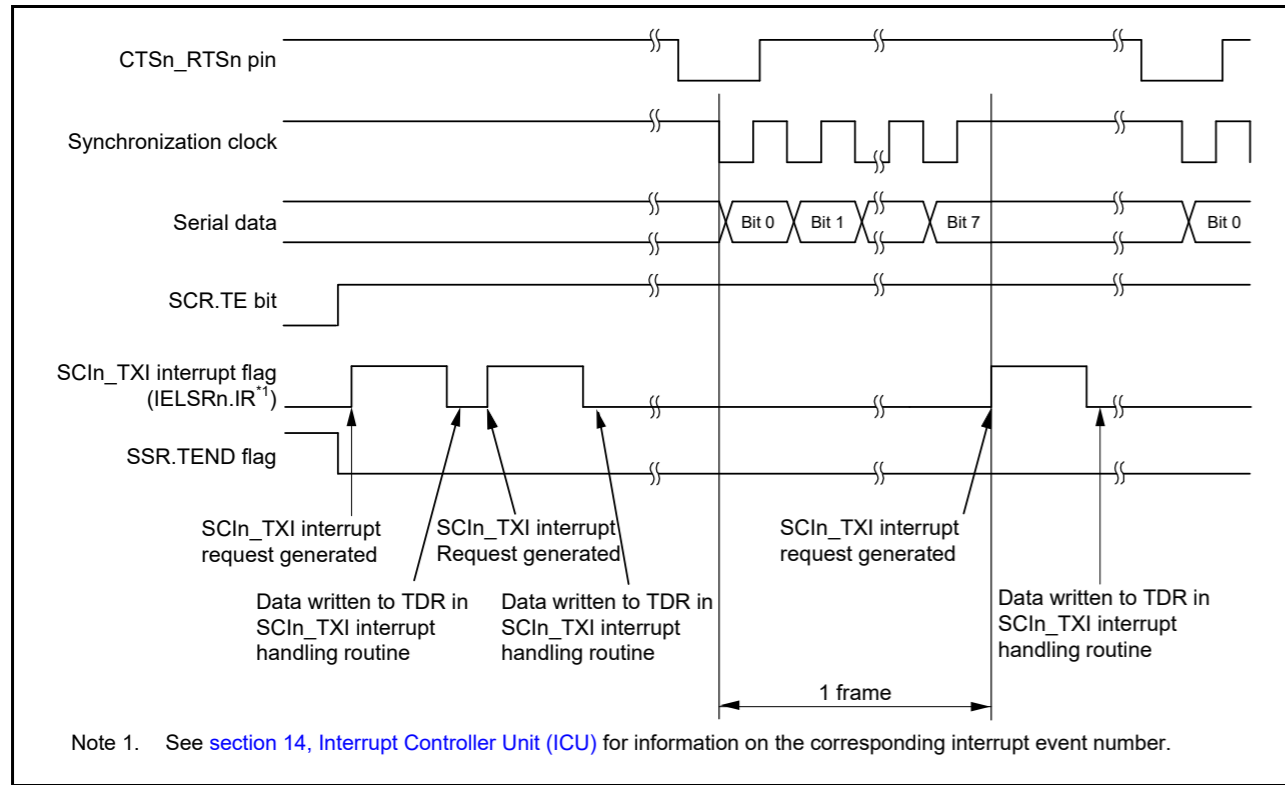 CTSn_RTSn pin
Synchronization clock
Serial data
Bit 0
Bit 1
Bit 7
Bit 0
SCR.TE bit
SCIn_TXI interrupt flag
(IELSRn.IR*1)
SSR.TEND flag
SCIn_TXI interrupt
request generated
SCIn_TXI interrupt
Request generated
SCIn_TXI interrupt
request generated
Data written to TDR in
SCIn_TXI interrupt
handling routine
Data written to TDR in
SCIn_TXI interrupt
handling routine
Data written to TDR in
SCIn_TXI interrupt
handling routine
1 frame
Note 1. See section 14, Interrupt Controller Unit (ICU) for information on the corresponding interrupt event number.